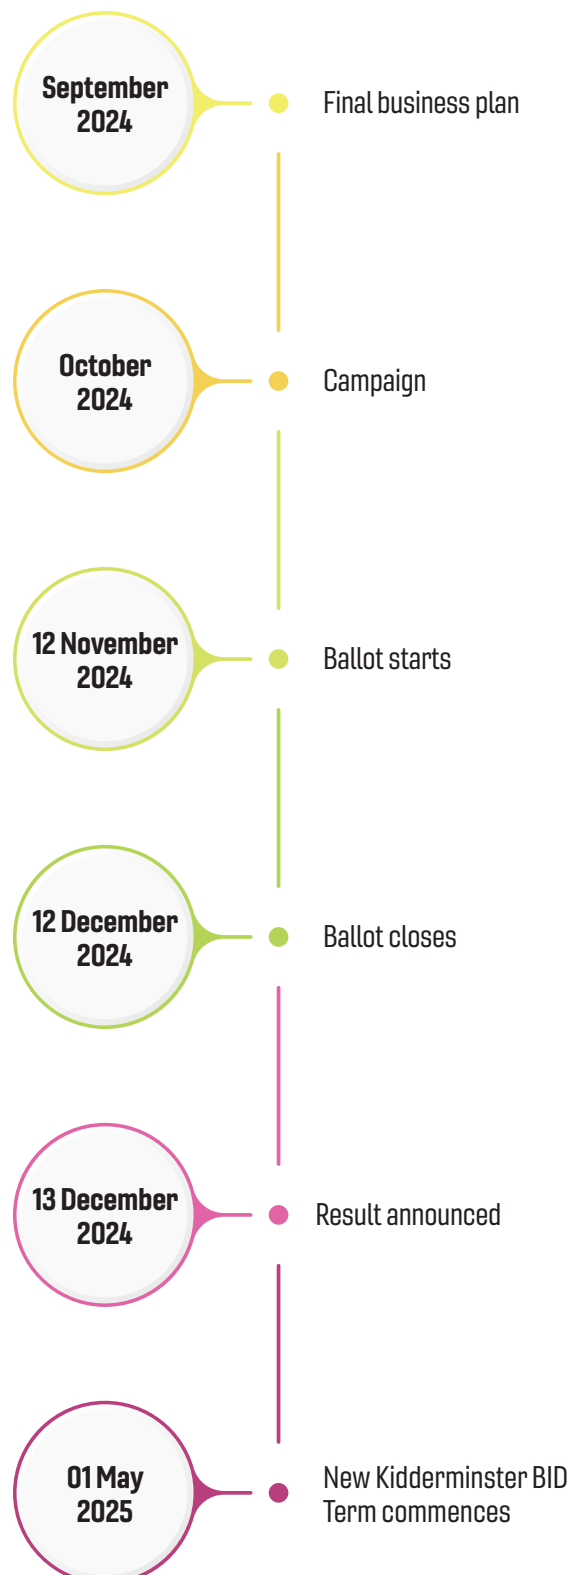 September
2024
Final business plan
October
2024
Campaign
12 November
2024
Ballot starts
12 December
2024
Ballot closes
13 December
2024
Result announced
01 May
2025
New Kidderminster BID
Term commences